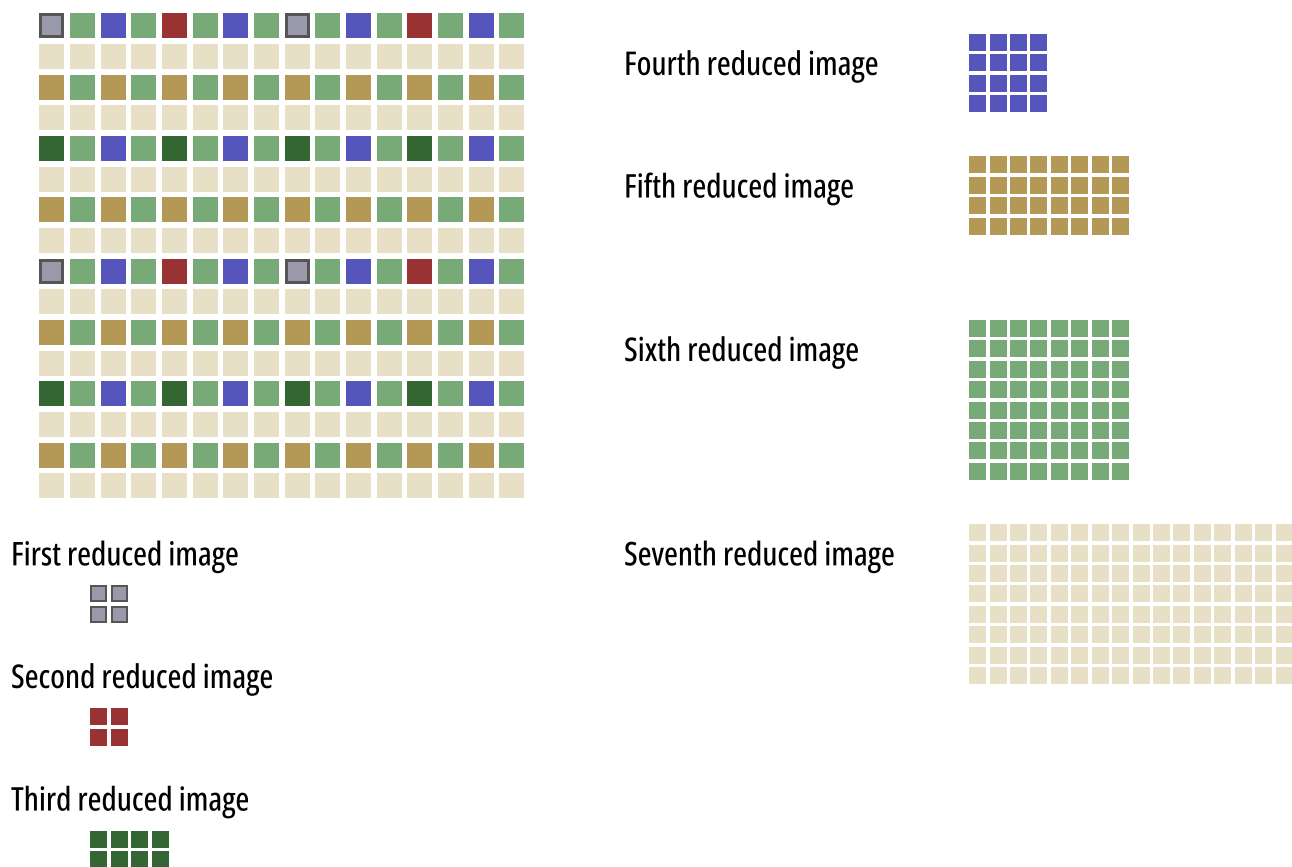 First reduced image
Second reduced image
Third reduced image
Fourth reduced image
Fifth reduced image
Sixth reduced image
Seventh reduced image